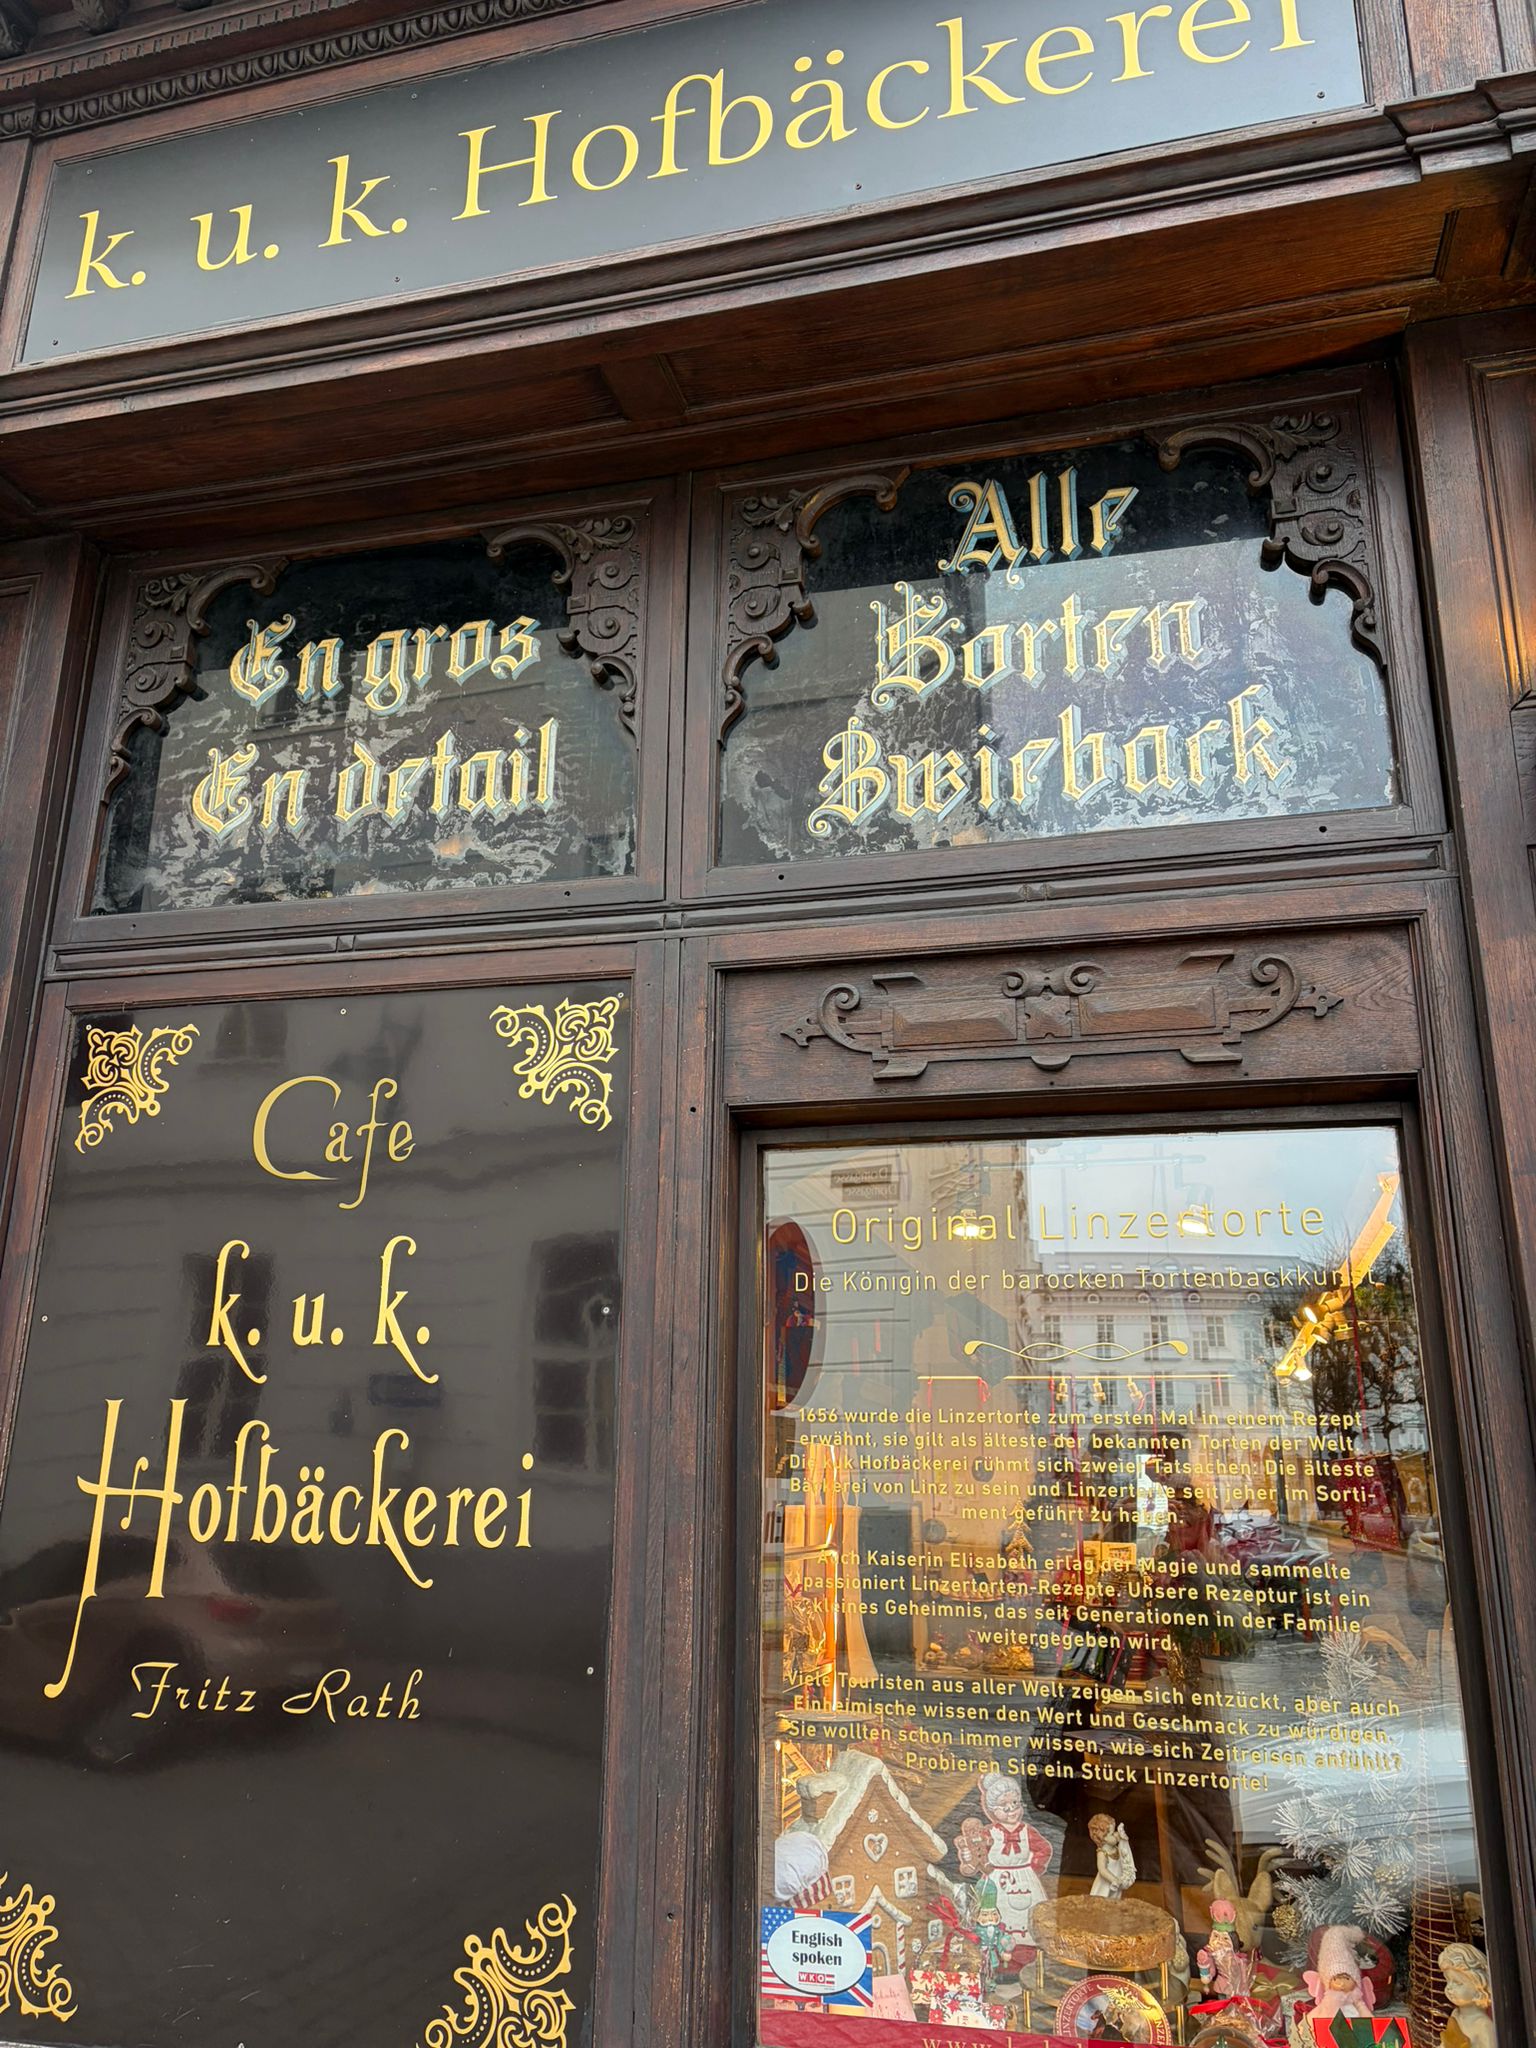 k. u. k. Hofbäckerei
En gros
En detail
Alle
Sorten
Zwieback
Cafe
k. u. k.
Hofbäckerei
Fritz Rath
Original Linzertorte
Die Königin der barocken Tortenbackkunst
1656 wurde die Linzertorte zum ersten Mal in einem Rezept
erwähnt, sie gilt als älteste der bekannten Torten der Welt.
Die k.u.k Hofbäckerei rühmt sich zweier Tatsachen: Die älteste
Bäckerei von Linz zu sein und Linzertorte seit jeher im Sorti-
ment geführt zu haben.
Auch Kaiserin Elisabeth erlag der Magie und sammelte
passioniert Linzertorten-Rezepte. Unsere Rezeptur ist ein
kleines Geheimnis, das seit Generationen in der Familie
weitergegeben wird.
Viele Touristen aus aller Welt zeigen sich entzückt, aber auch
Einheimische wissen den Wert und Geschmack zu würdigen.
Sie wollten schon immer wissen, wie sich Zeitreisen anfühlt?
Probieren Sie ein Stück Linzertorte!
English
spoken
WKO
LINZERTORTE